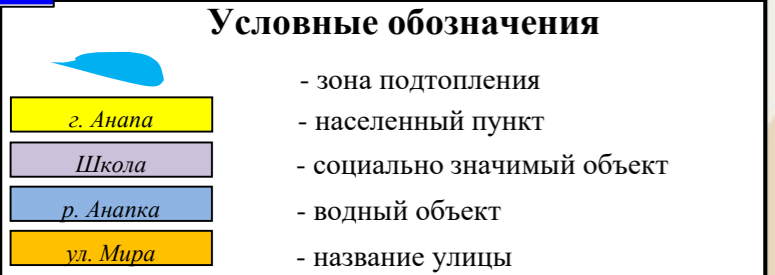 Условные обозначения
- зона подтопления
г. Анапа - населенный пункт
Школа - социально значимый объект
р. Анапка - водный объект
ул. Мира - название улицы